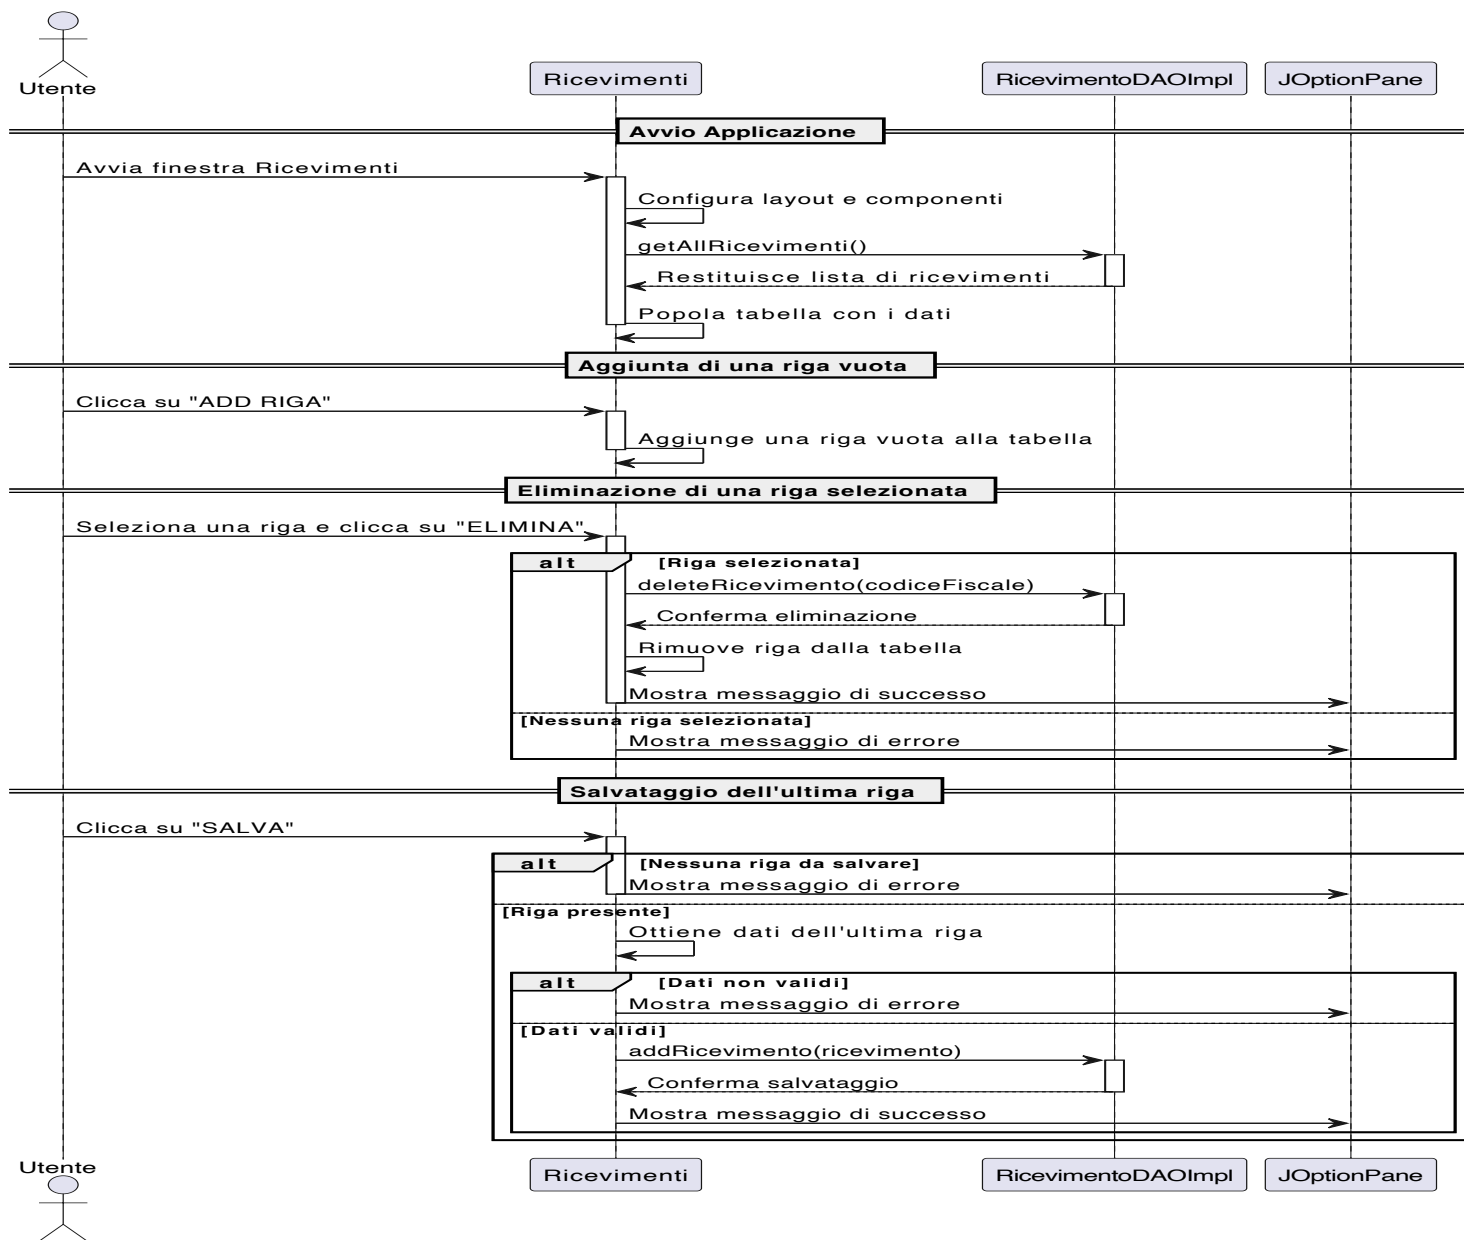 Utente
Ricevimenti
RicevimentoDAOImpl
JOptionPane
Avvio Applicazione
Avvia finestra Ricevimenti
Configura layout e componenti
getAllRicevimenti()
Restituisce lista di ricevimenti
Popola tabella con i dati
Aggiunta di una riga vuota
Clicca su "ADD RIGA"
Aggiunge una riga vuota alla tabella
Eliminazione di una riga selezionata
Seleziona una riga e clicca su "ELIMINA"
alt
[Riga selezionata]
deleteRicevimento(codiceFiscale)
Conferma eliminazione
Rimuove riga dalla tabella
Mostra messaggio di successo
[Nessuna riga selezionata]
Mostra messaggio di errore
Salvataggio dell'ultima riga
Clicca su "SALVA"
alt
[Nessuna riga da salvare]
Mostra messaggio di errore
[Riga presente]
Ottiene dati dell'ultima riga
alt
[Dati non validi]
Mostra messaggio di errore
[Dati validi]
addRicevimento(ricevimento)
Conferma salvataggio
Mostra messaggio di successo
Utente
Ricevimenti
RicevimentoDAOImpl
JOptionPane